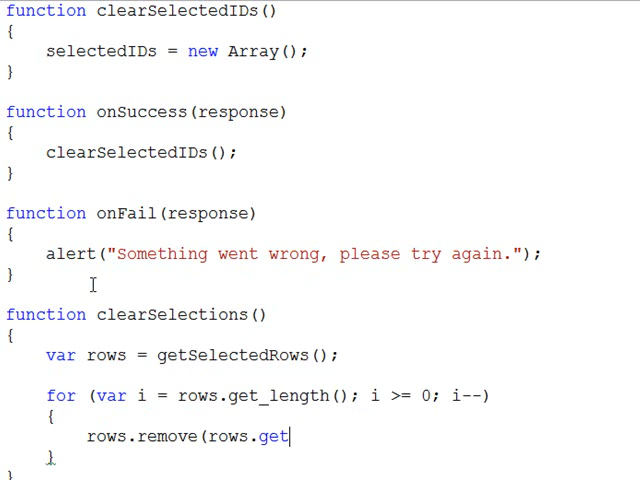 function clearSelectedIDs()
{
selectedIDs = new Array();
}
function onSuccess(response)
{
clearSelectedIDs();
}
function onFail(response)
{
alert("Something went wrong, please try again.");
}
function clearSelections()
{
var rows = getSelectedRows();
for (var i = rows.get_length(); i >= 0; i--)
{
rows.remove(rows.get
}
}